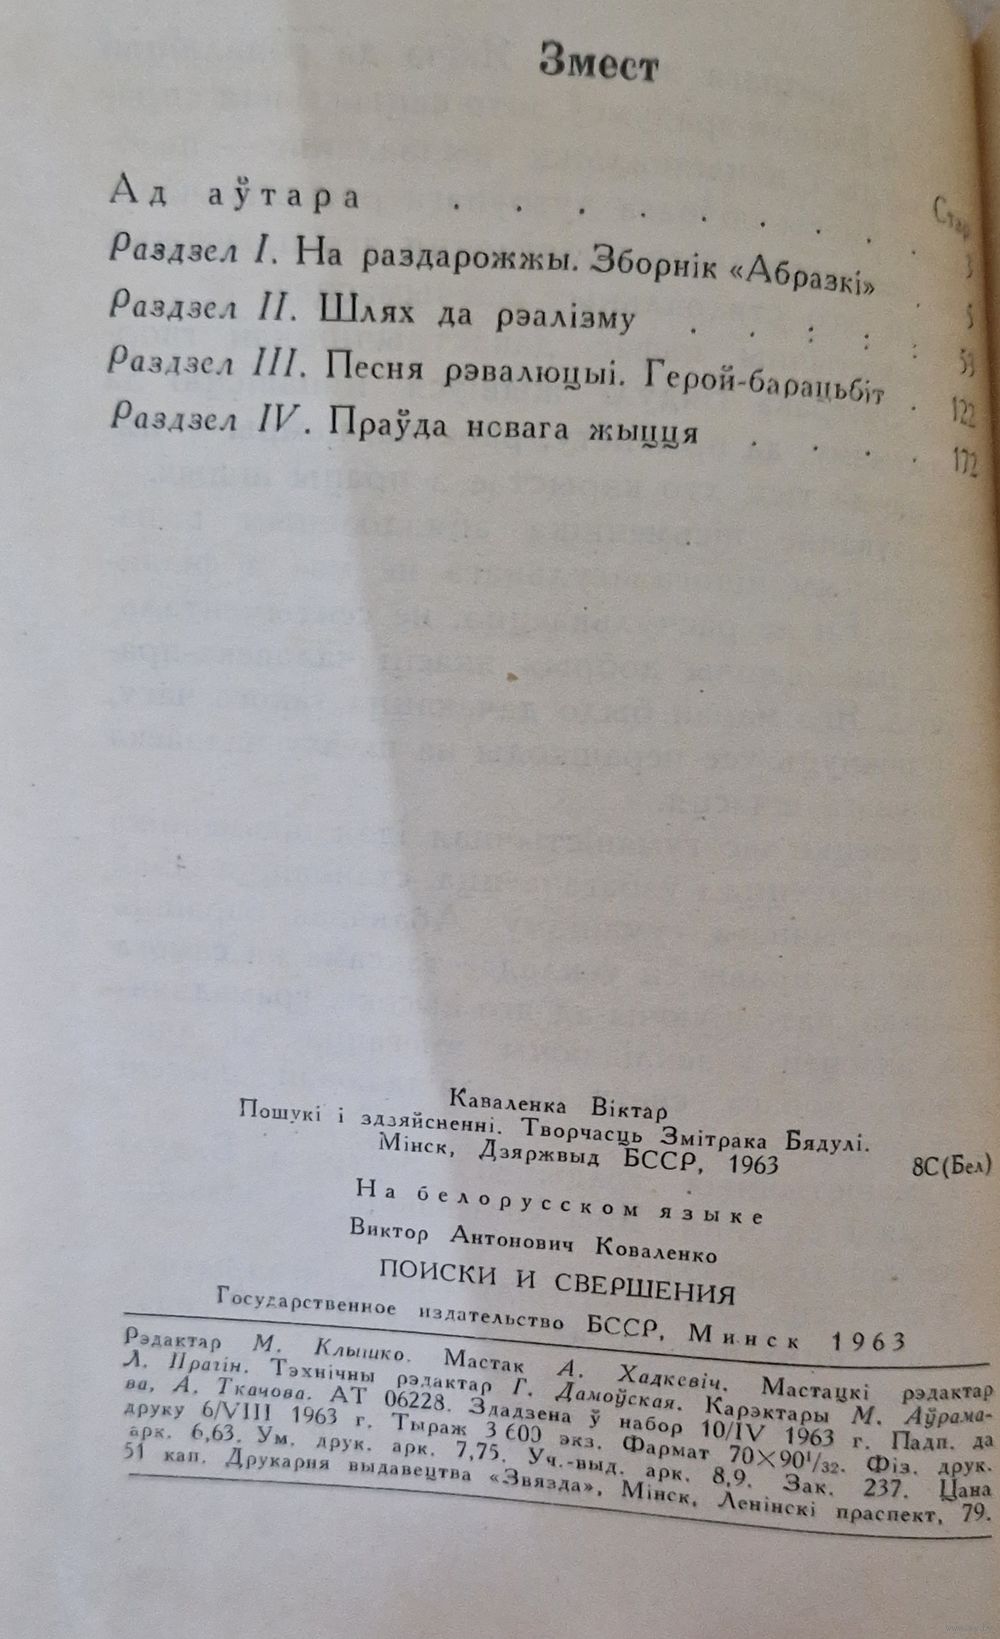 Змест
Стар.
Ад аўтара . . . . . . . . . 3
Раздзел I. На раздарожжы. Зборнік «Абразкі» . 5
Раздзел II. Шлях да рэалізму . . : : : 53
Раздзел III. Песня рэвалюцыі. Герой-барацьбіт . 122
Раздзел IV. Праўда новага жыцця . . . . 172
Каваленка Віктар
Пошукі і здзяйсненні. Творчасць Змітрака Бядулі.
Мінск, Дзяржвыд БССР, 1963 8С(Бел)
На белорусском языке
Виктор Антонович Коваленко
ПОИСКИ И СВЕРШЕНИЯ
Государственное издательство БССР, Минск 1963
Рэдактар М. Клышко. Мастак А. Хадкевіч. Мастацкі рэдактар
Л. Прагін. Тэхнічны рэдактар Г. Дамоўская. Карэктары М. Аўрама-
ва, А. Ткачова. АТ 06228. Здадзена ў набор 10/IV 1963 г. Падп. да
друку 6/VIII 1963 г. Тыраж 3 600 экз. Фармат 70×90¹/₃₂. Фіз. друк.
арк. 6,63. Ум. друк. арк. 7,75. Уч.-выд. арк. 8,9. Зак. 237. Цана
51 кап. Друкарня выдавецтва «Звязда», Мінск, Ленінскі праспект, 79.